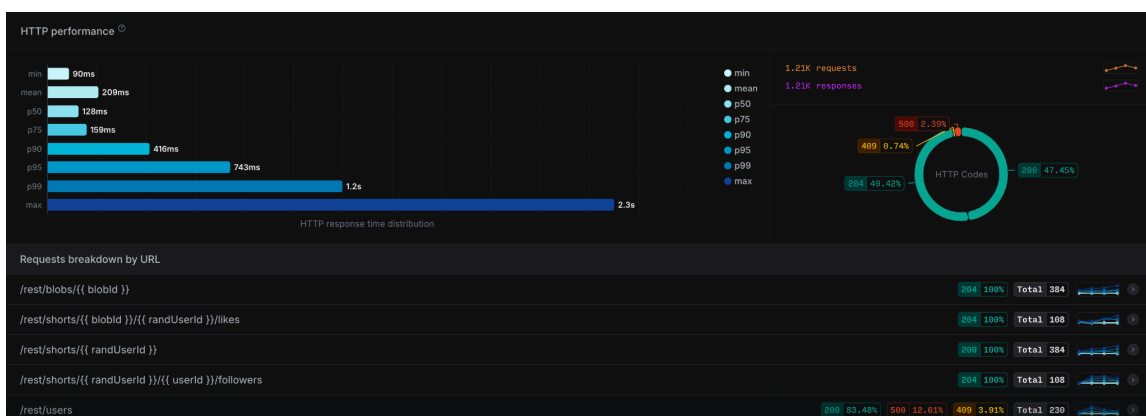 HTTP performance
min 90ms
mean 209ms
p50 128ms
p75 159ms
p90 416ms
p95 743ms
p99 1.2s
max 2.3s
HTTP response time distribution
min
mean
p50
p75
p90
p95
p99
max
1.21K requests
1.21K responses
500 2.39%
409 0.74%
204 49.42%
HTTP Codes
200 47.45%
Requests breakdown by URL
/rest/blobs/{{ blobId }} 204 100% Total 384
/rest/shorts/{{ blobId }}/{{ randUserId }}/likes 204 100% Total 108
/rest/shorts/{{ randUserId }} 200 100% Total 384
/rest/shorts/{{ randUserId }}/{{ userId }}/followers 204 100% Total 108
/rest/users 200 83.48% 500 12.61% 409 3.91% Total 230